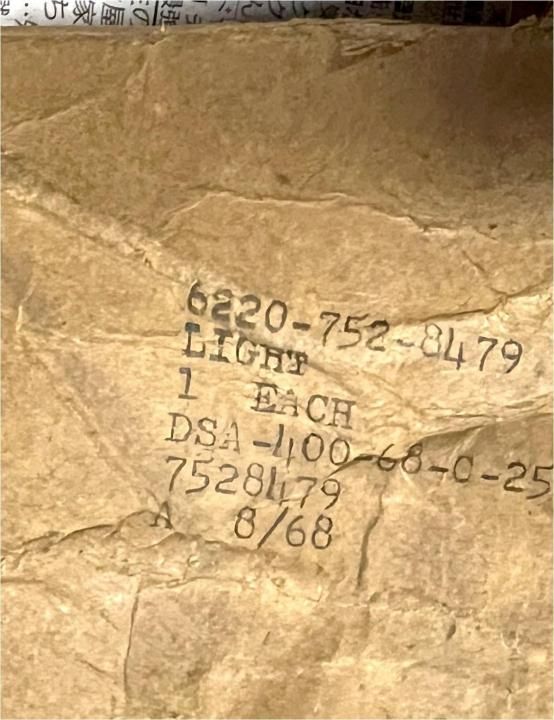 6220-752-8479
LIGHT
1 EACH
DSA-400-68-C-25
7528479
A 8/68